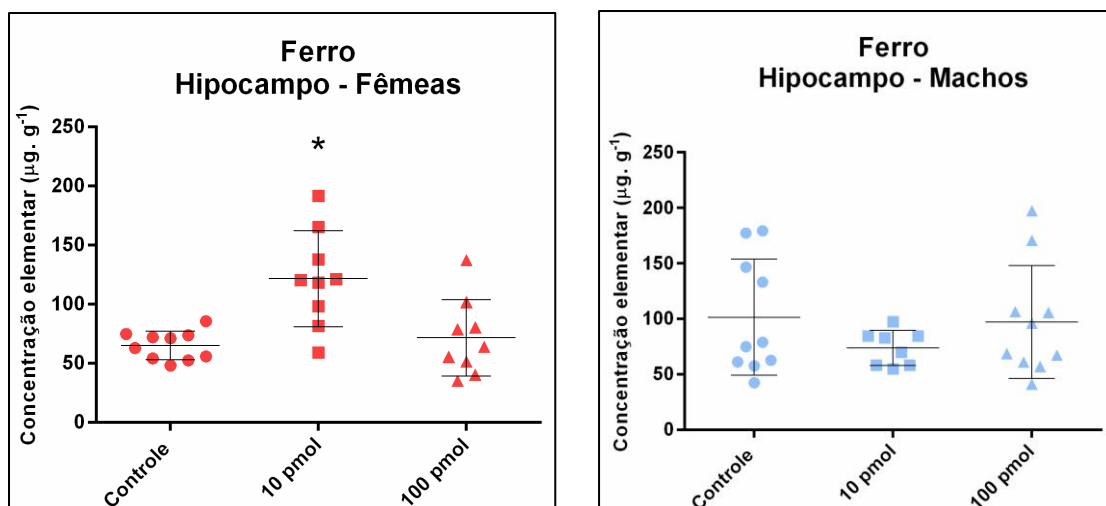 Ferro
Hipocampo - Fêmeas
Concentração elementar (µg. g⁻¹)
250
200
150
100
50
0
*
Controle
10 pmol
100 pmol
Ferro
Hipocampo - Machos
Concentração elementar (µg. g⁻¹)
250
200
150
100
50
0
Controle
10 pmol
100 pmol